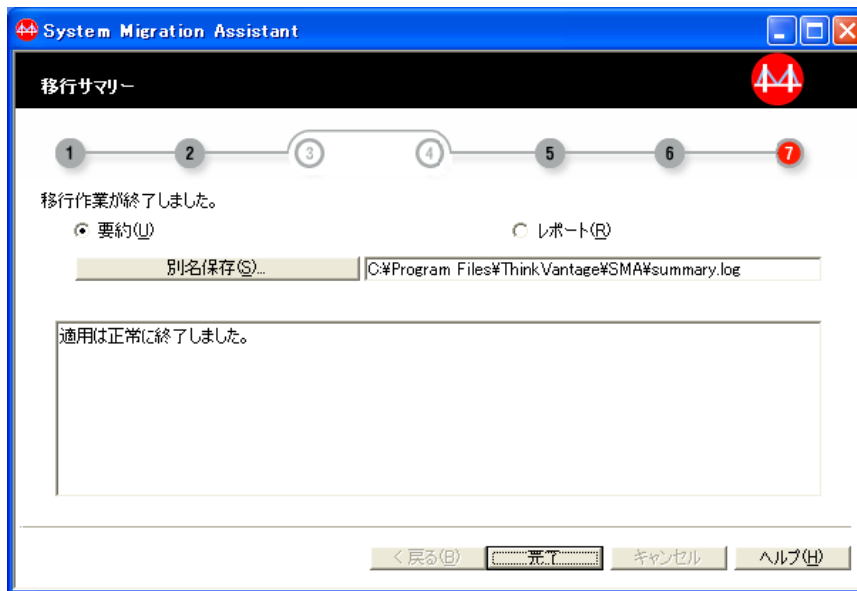 System Migration Assistant
移行サマリー
1 2 3 4 5 6 7
移行作業が終了しました。
要約(U) レポート(R)
別名保存(S)... C:¥Program Files¥ThinkVantage¥SMA¥summary.log
適用は正常に終了しました。
< 戻る(B) 完了 キャンセル ヘルプ(H)